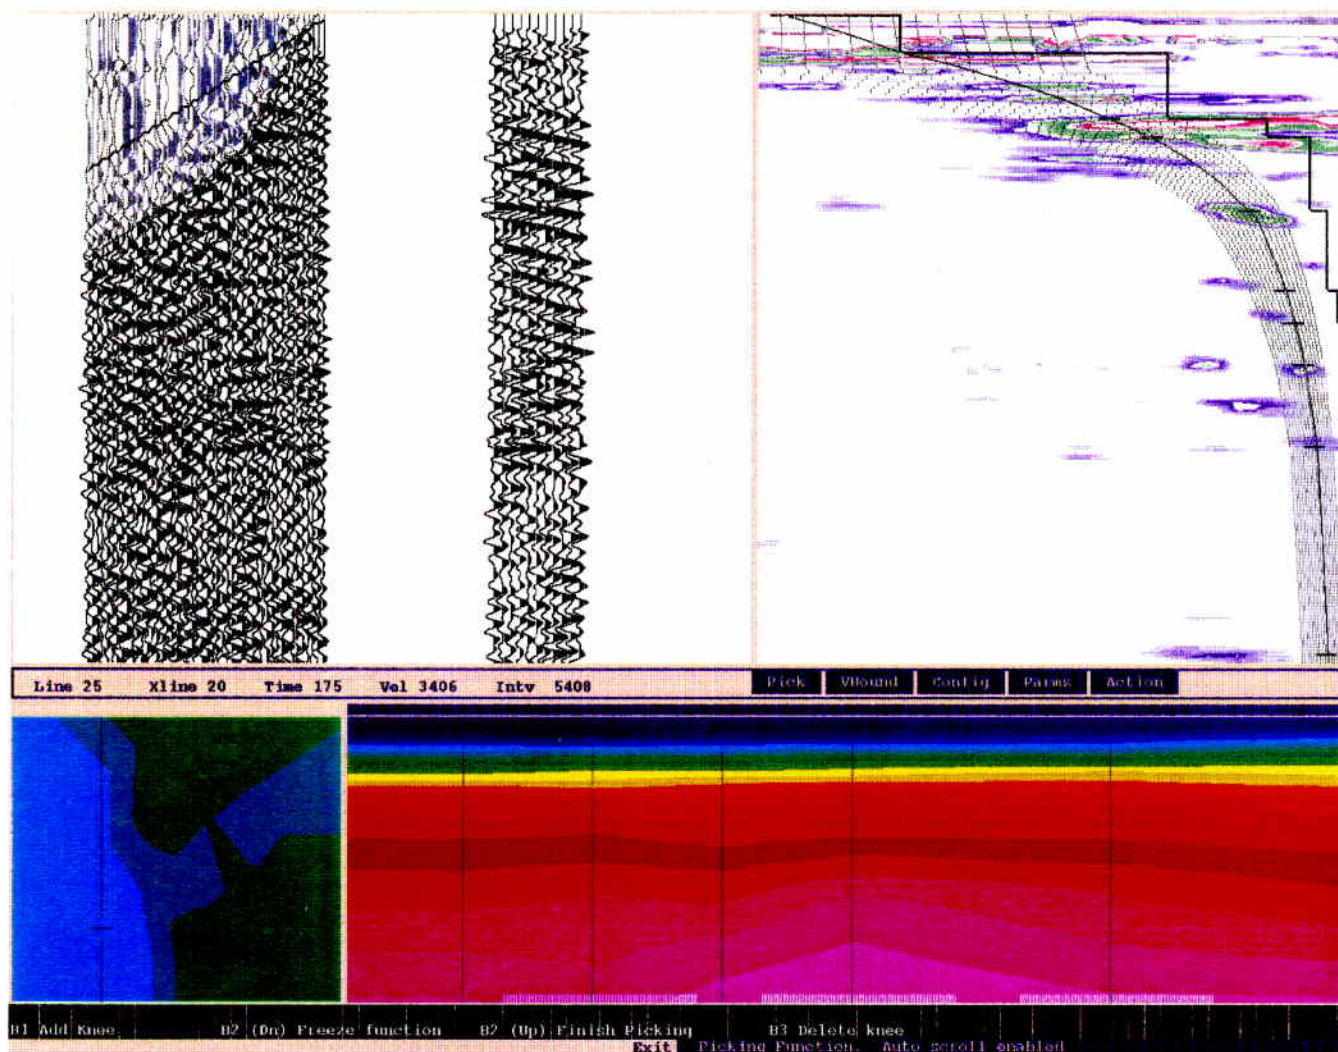 Line 25 Xline 20 Time 175 Vel 3406 Intv 5408 Pick VBound Config Parms Action
B1 Add Knee B2 (Dn) Freeze function B2 (Up) Finish Picking B3 Delete knee
Exit Picking Function. Auto scroll enabled